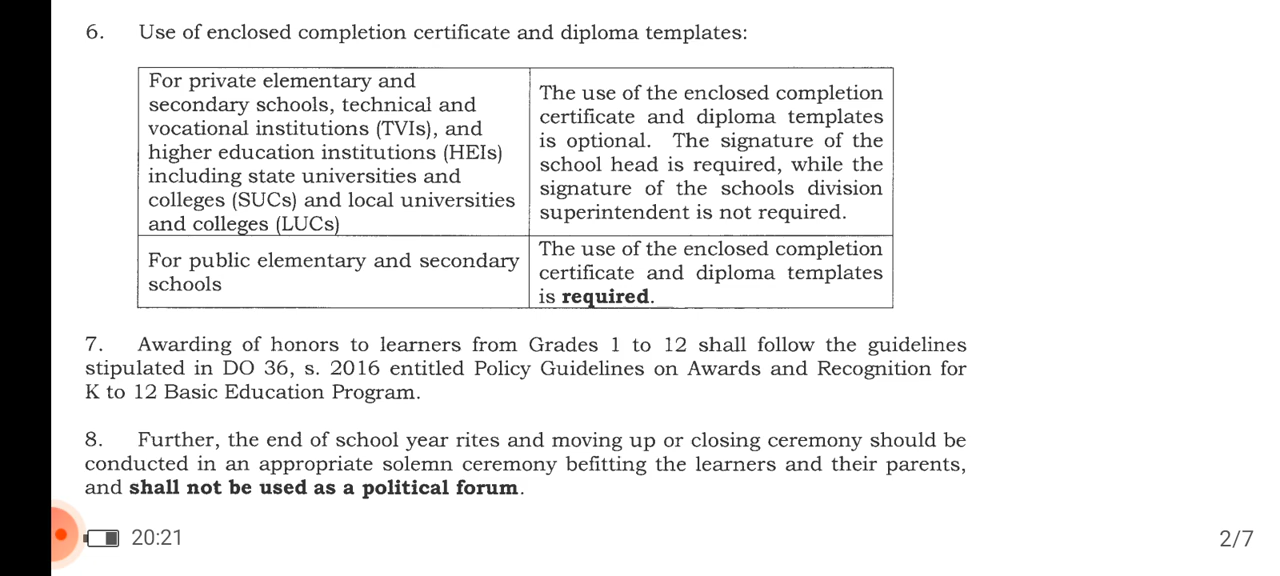 6. Use of enclosed completion certificate and diploma templates:
For private elementary and
secondary schools, technical and
vocational institutions (TVIs), and
higher education institutions (HEIs)
including state universities and
colleges (SUCs) and local universities
and colleges (LUCs)
The use of the enclosed completion
certificate and diploma templates
is optional. The signature of the
school head is required, while the
signature of the schools division
superintendent is not required.
For public elementary and secondary
schools
The use of the enclosed completion
certificate and diploma templates
is required.
7. Awarding of honors to learners from Grades 1 to 12 shall follow the guidelines
stipulated in DO 36, s. 2016 entitled Policy Guidelines on Awards and Recognition for
K to 12 Basic Education Program.
8. Further, the end of school year rites and moving up or closing ceremony should be
conducted in an appropriate solemn ceremony befitting the learners and their parents,
and shall not be used as a political forum.
20:21
2/7